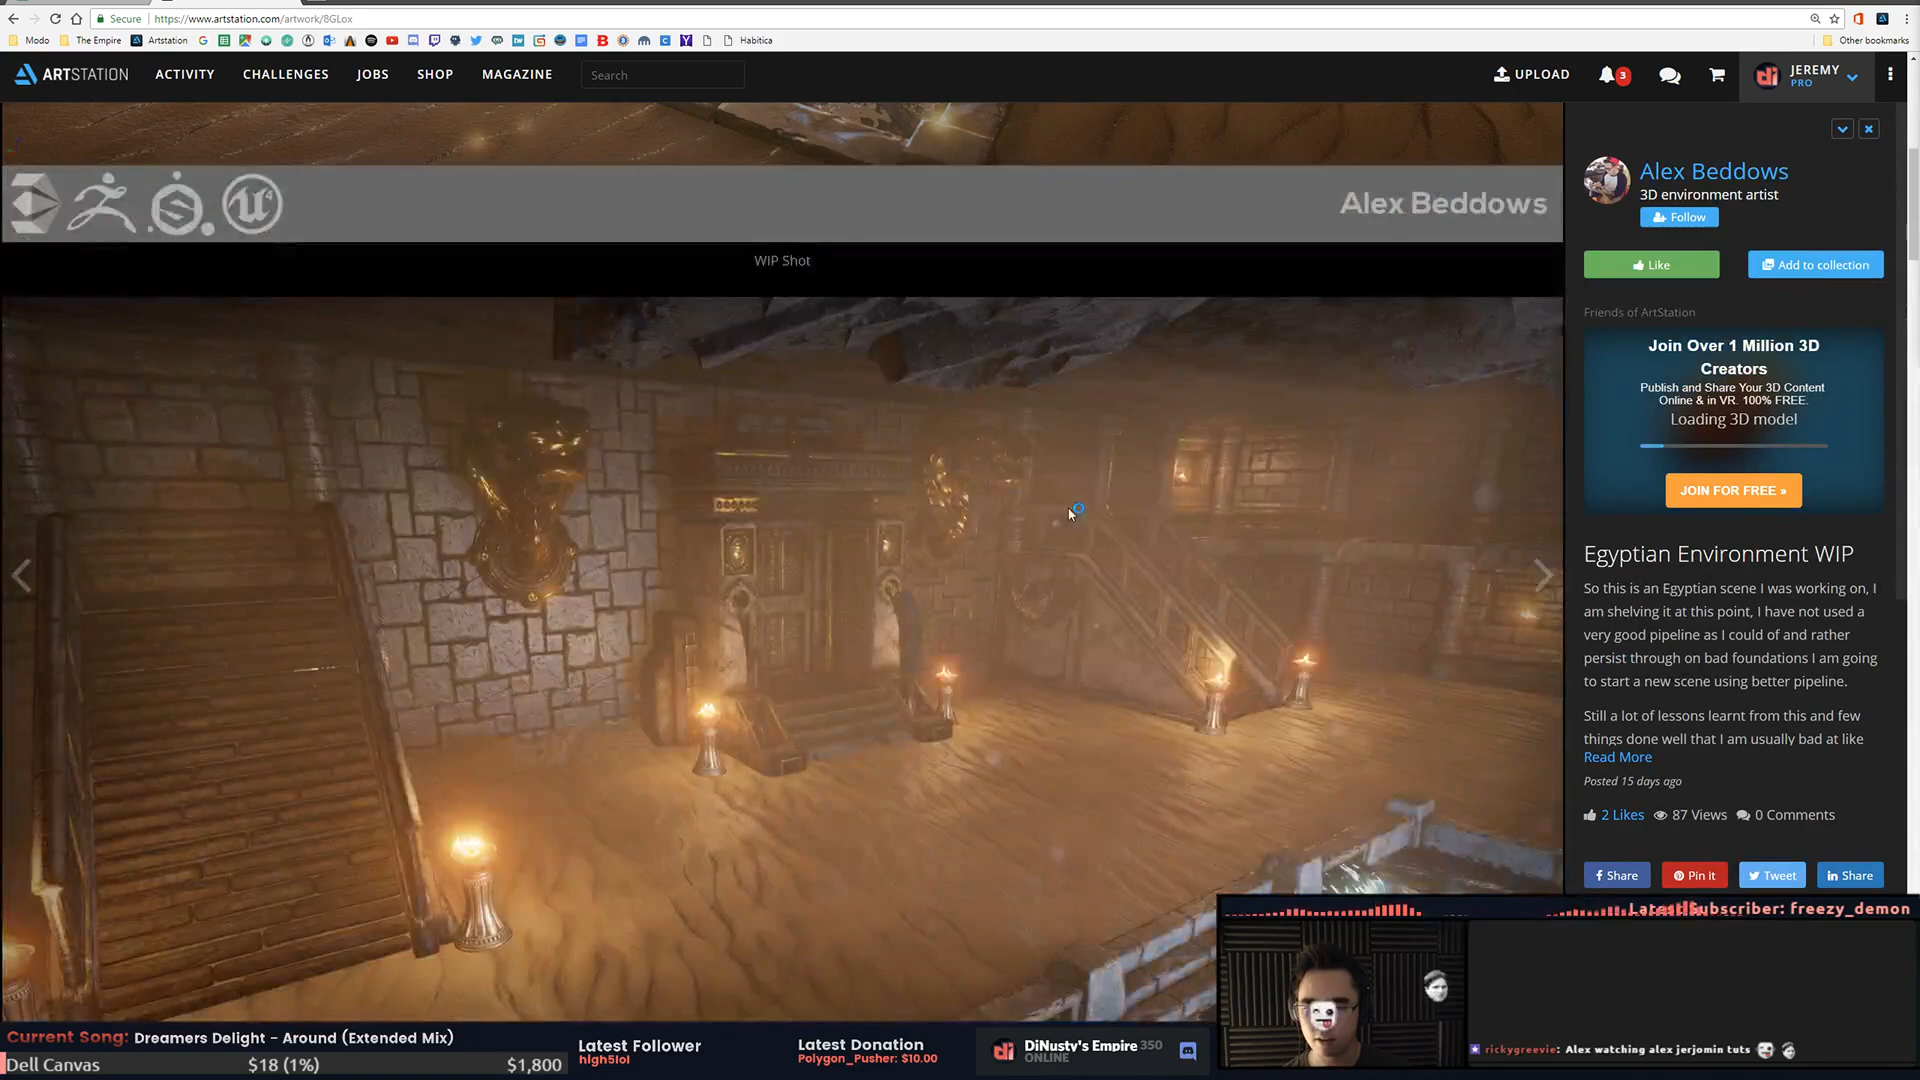 Secure
https://www.artstation.com/artwork/8GLox
Modo
The Empire
Artstation
Habitica
Other bookmarks
ARTSTATION
ACTIVITY
CHALLENGES
JOBS
SHOP
MAGAZINE
Search
UPLOAD
3
JEREMY
PRO
Alex Beddows
WIP Shot
Alex Beddows
3D environment artist
Follow
Like
Add to collection
Friends of ArtStation
Join Over 1 Million 3D
Creators
Publish and Share Your 3D Content
Online & in VR. 100% FREE.
Loading 3D model
JOIN FOR FREE »
Egyptian Environment WIP
So this is an Egyptian scene I was working on, I
am shelving it at this point, I have not used a
very good pipeline as I could of and rather
persist through on bad foundations I am going
to start a new scene using better pipeline.
Still a lot of lessons learnt from this and few
things done well that I am usually bad at like
Read More
Posted 15 days ago
2 Likes
87 Views
0 Comments
Share
Pin it
Tweet
Share
Latest Subscriber: freezy_demon
rickygreevie: Alex watching alex jerjomin tuts
Current Song: Dreamers Delight - Around (Extended Mix)
Dell Canvas
$18 (1%)
$1,800
Latest Follower
h1gh5lol
Latest Donation
Polygon_Pusher: $10.00
di
DiNusty's Empire 350
ONLINE